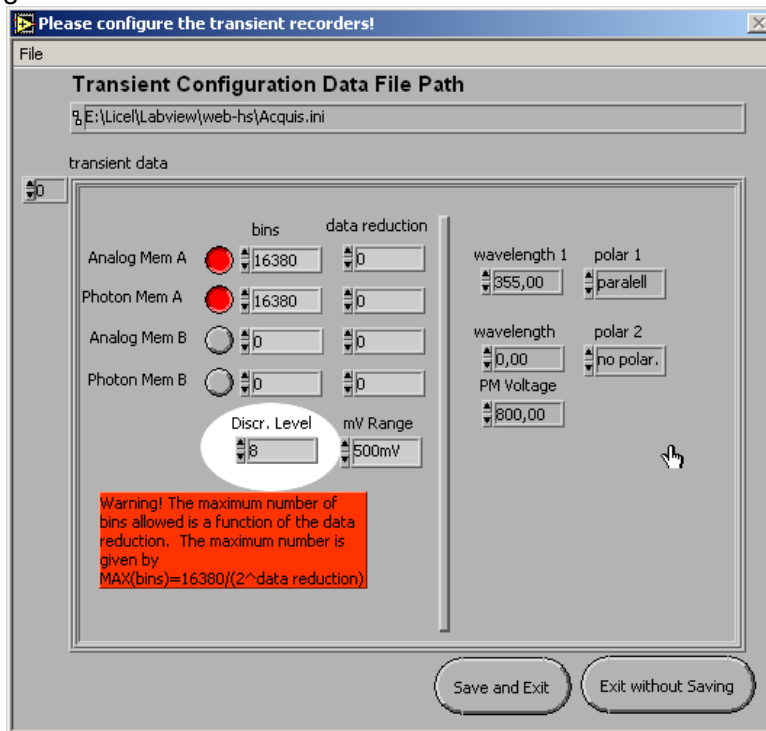 g
Please configure the transient recorders!
File
Transient Configuration Data File Path
E:\Licel\Labview\web-hs\Acquis.ini
transient data
0
bins data reduction
Analog Mem A 16380 0
Photon Mem A 16380 0
Analog Mem B 0 0
Photon Mem B 0 0
Discr. Level mV Range
8 500mV
Warning! The maximum number of
bins allowed is a function of the data
reduction. The maximum number is
given by
MAX(bins)=16380/(2^data reduction)
wavelength 1 polar 1
355,00 paralell
wavelength polar 2
0,00 no polar.
PM Voltage
800,00
Save and Exit Exit without Saving